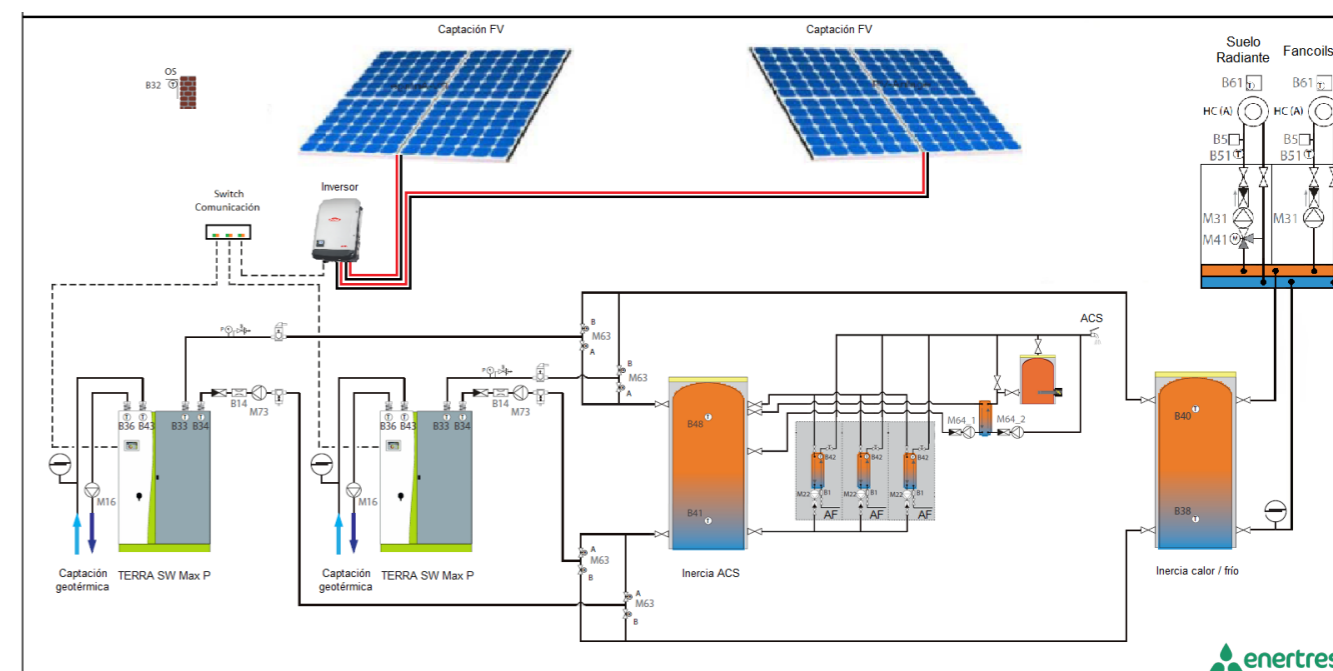 Captación FV
Captación FV
Suelo
Radiante
Fancoils
OS
B32
T
B61
B61
HC (A)
HC (A)
B5
B51
B5
B51
Switch
Comunicación
Inversor
M31
M31
M41
M
B
M63
A
B
M63
A
ACS
B14
M73
B14
M73
B36
B43
B33
B34
B36
B43
B33
B34
B48
M64_1
M64_2
B40
B42
B42
B42
M16
M16
M22
B1
M22
B1
M22
B1
B41
AF
AF
AF
B38
A
M63
B
A
M63
B
Captación
geotérmica
TERRA SW Max P
Captación
geotérmica
TERRA SW Max P
Inercia ACS
Inercia calor / frío
enertres